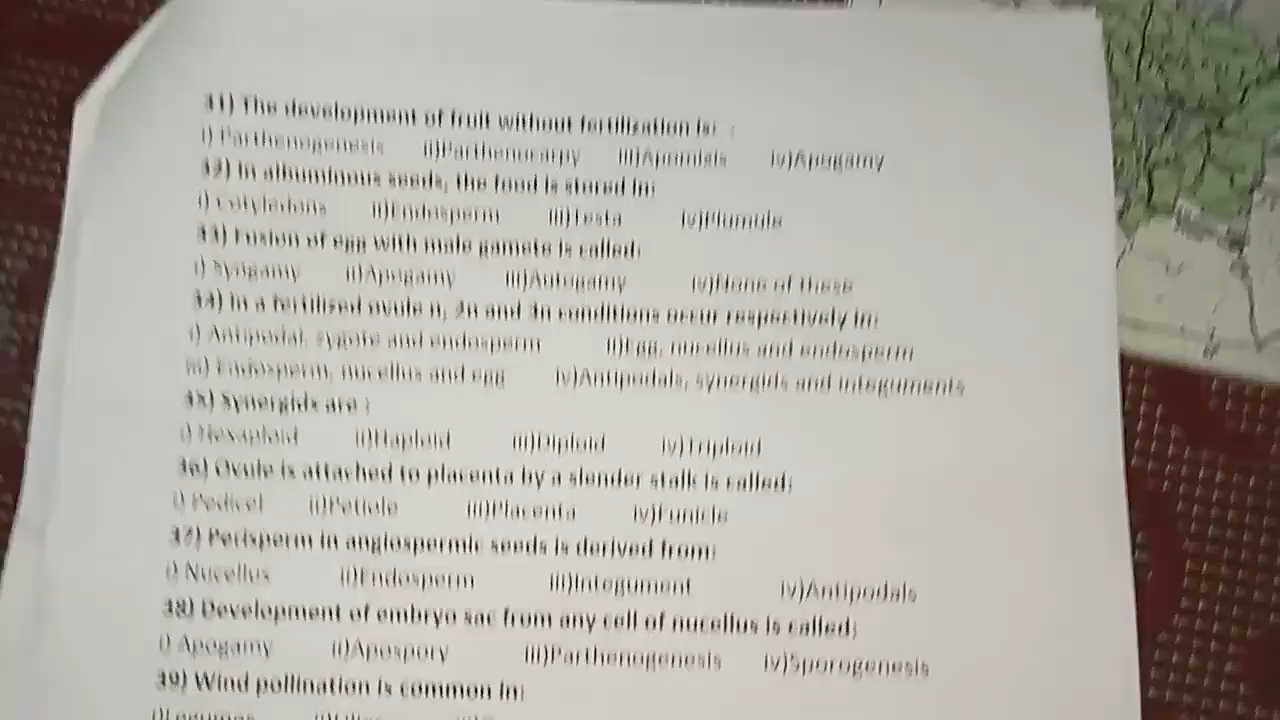 31) The development of fruit without fertilization is: :
i) Parthenogenesis ii)Parthenocarpy iii)Apomixis iv)Apogamy
32) In albuminous seeds, the food is stored in:
i) Cotyledons ii)Endosperm iii)Testa iv)Plumule
33) Fusion of egg with male gamete is called:
i) Syngamy ii)Apogamy iii)Autogamy iv)None of these
34) In a fertilized ovule n, 2n and 3n conditions occur respectively in:
i) Antipodal, zygote and endosperm ii)Egg, nucellus and endosperm
iii) Endosperm, nucellus and egg iv)Antipodals, synergids and integuments
35) Synergids are :
i) Hexaploid ii)Haploid iii)Diploid iv)Triploid
36) Ovule is attached to placenta by a slender stalk is called:
i) Pedicel ii)Petiole iii)Placenta iv)Funicle
37) Perisperm in angiospermic seeds is derived from:
i) Nucellus ii)Endosperm iii)Integument iv)Antipodals
38) Development of embryo sac from any cell of nucellus is called:
i) Apogamy ii)Apospory iii)Parthenogenesis iv)Sporogenesis
39) Wind pollination is common in:
i)Legumes